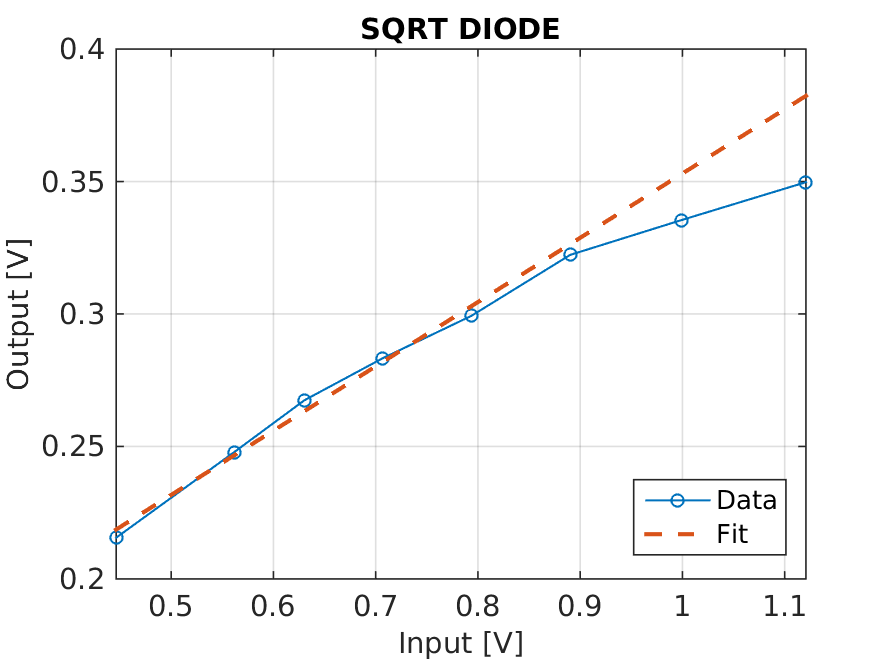 SQRT DIODE
0.4
0.35
0.3
0.25
0.2
Output [V]
0.5 0.6 0.7 0.8 0.9 1 1.1
Input [V]
Data
Fit